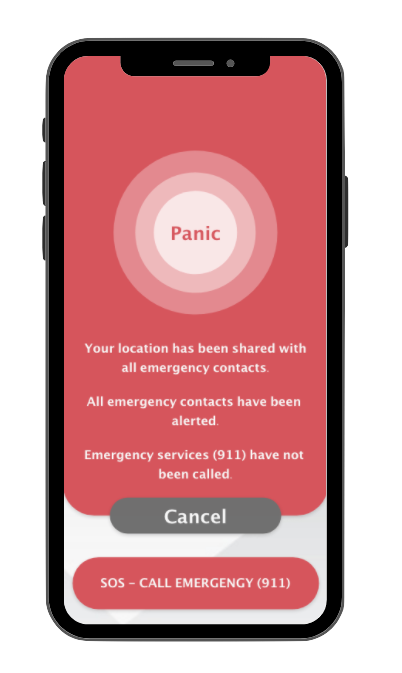 Panic
Your location has been shared with
all emergency contacts.
All emergency contacts have been
alerted.
Emergency services (911) have not
been called.
Cancel
SOS - CALL EMERGENGY (911)